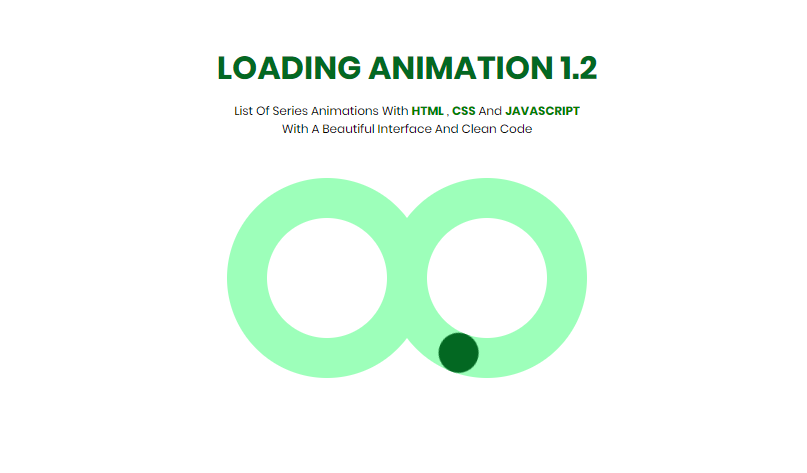 LOADING ANIMATION 1.2
List Of Series Animations With HTML , CSS And JAVASCRIPT
With A Beautiful Interface And Clean Code